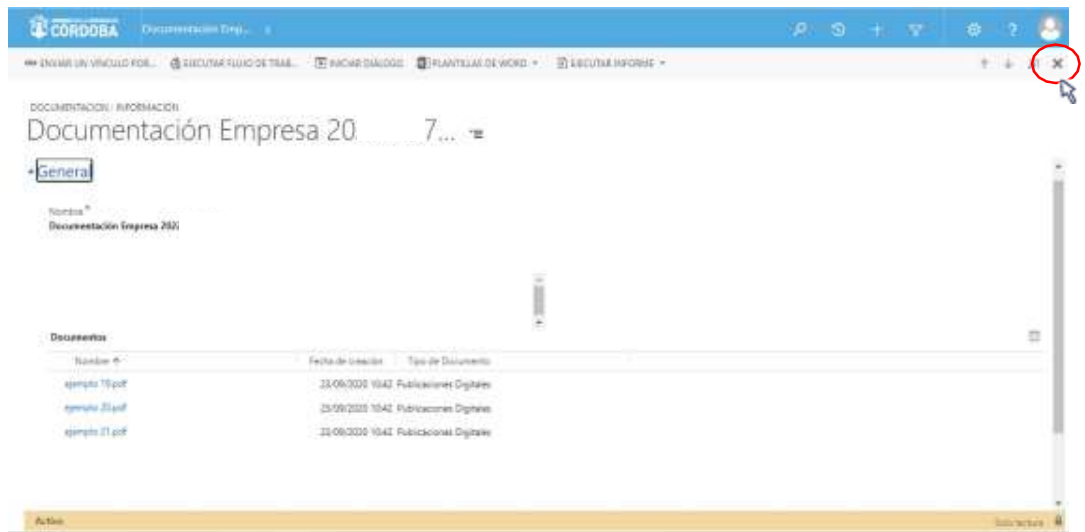 CÓRDOBA Documentación Emp...
ENVIAR UN VÍNCULO POR... EJECUTAR FLUJO DE TRAB... INICIAR DIÁLOGO PLANTILLAS DE WORD EJECUTAR INFORME
DOCUMENTACIÓN : INFORMACIÓN
Documentación Empresa 20 7...
General
Nombre *
Documentación Empresa 202
Documentos
Nombre Fecha de creación Tipo de Documento
ejemplo 19.pdf 23/09/2020 10:42 Publicaciones Digitales
ejemplo 20.pdf 23/09/2020 10:42 Publicaciones Digitales
ejemplo 21.pdf 23/09/2020 10:42 Publicaciones Digitales
Activo Solo lectura